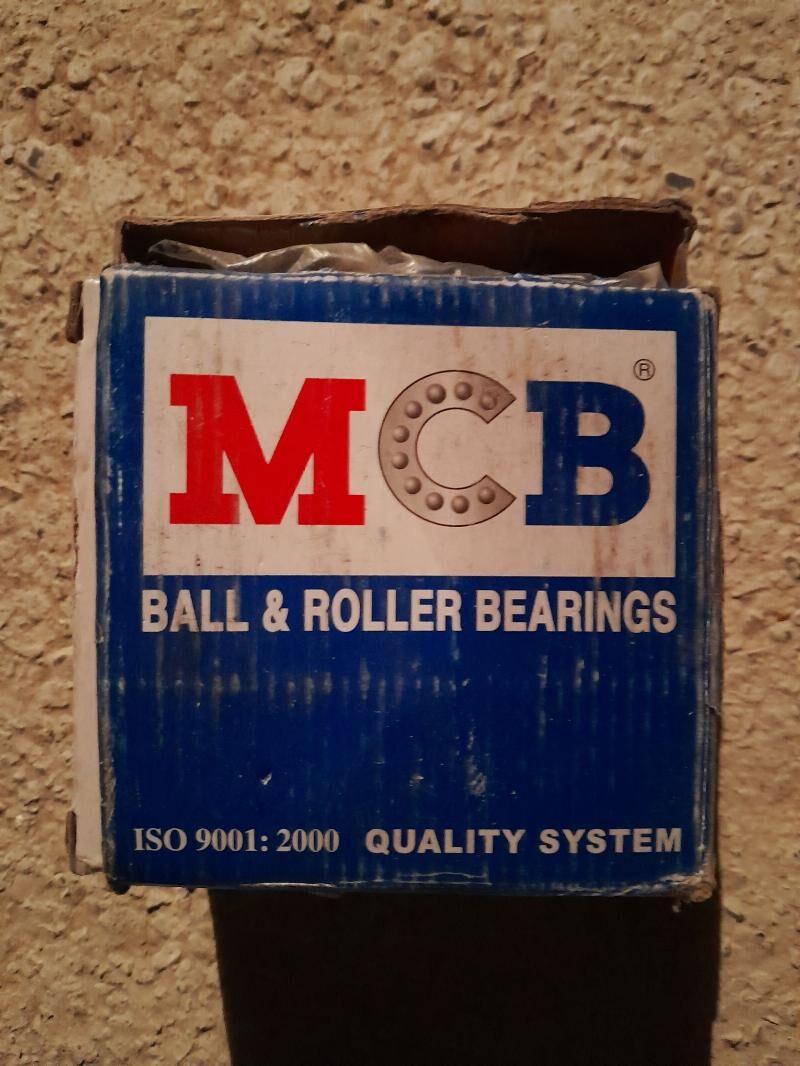 MCB®
BALL & ROLLER BEARINGS
ISO 9001: 2000 QUALITY SYSTEM